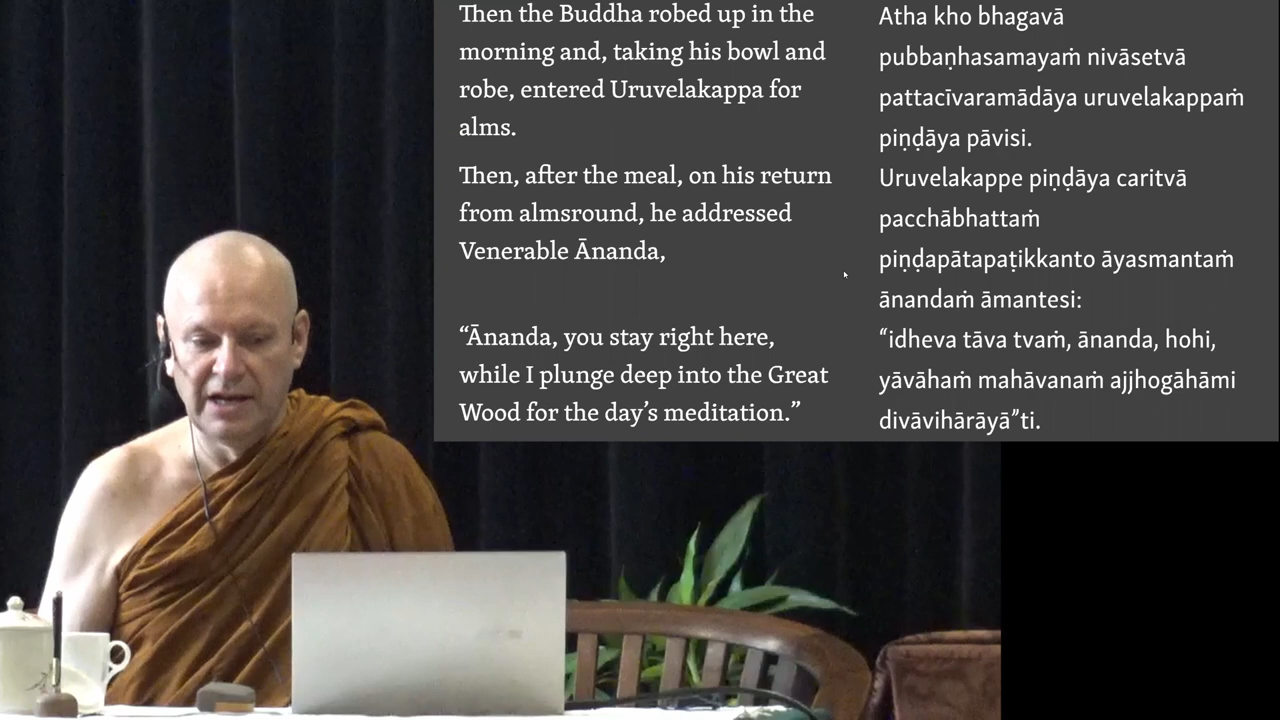 Then the Buddha robed up in the
morning and, taking his bowl and
robe, entered Uruvelakappa for
alms.
Then, after the meal, on his return
from almsround, he addressed
Venerable Ānanda,
“Ānanda, you stay right here,
while I plunge deep into the Great
Wood for the day’s meditation.”
Atha kho bhagavā
pubbaṇhasamayaṁ nivāsetvā
pattacīvaramādāya uruvelakappaṁ
piṇḍāya pāvisi.
Uruvelakappe piṇḍāya caritvā
pacchābhattaṁ
piṇḍapātapaṭikkanto āyasmantaṁ
ānandaṁ āmantesi:
“idheva tāva tvaṁ, ānanda, hohi,
yāvāhaṁ mahāvanaṁ ajjhogāhāmi
divāvihārāyā”ti.